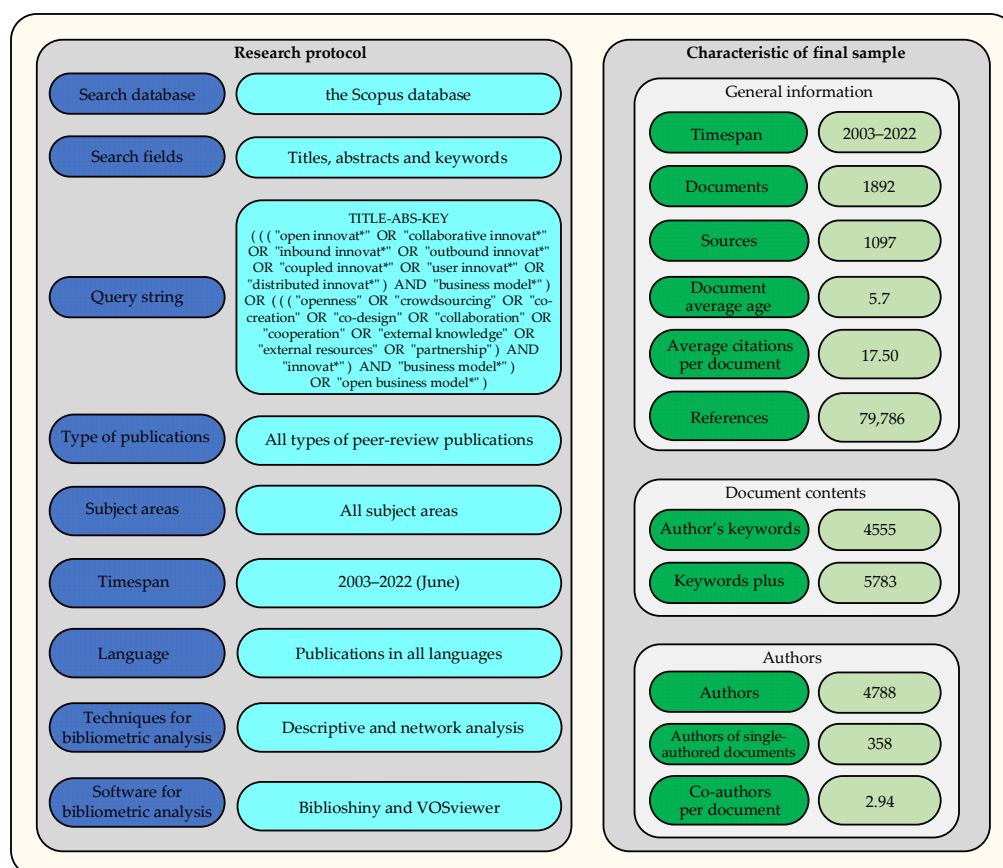 Research protocol
Search database
the Scopus database
Search fields
Titles, abstracts and keywords
Query string
TITLE-ABS-KEY
( ( ( "open innovat*" OR "collaborative innovat*"
OR "inbound innovat*" OR "outbound innovat*"
OR "coupled innovat*" OR "user innovat*" OR
"distributed innovat*" ) AND "business model*" )
OR ( ( ( "openness" OR "crowdsourcing" OR "co-
creation" OR "co-design" OR "collaboration" OR
"cooperation" OR "external knowledge" OR
"external resources" OR "partnership" ) AND
"innovat*" ) AND "business model*" )
OR "open business model*" )
Type of publications
All types of peer-review publications
Subject areas
All subject areas
Timespan
2003–2022 (June)
Language
Publications in all languages
Techniques for
bibliometric analysis
Descriptive and network analysis
Software for
bibliometric analysis
Biblioshiny and VOSviewer
Characteristic of final sample
General information
Timespan
2003–2022
Documents
1892
Sources
1097
Document
average age
5.7
Average citations
per document
17.50
References
79,786
Document contents
Author's keywords
4555
Keywords plus
5783
Authors
Authors
4788
Authors of single-
authored documents
358
Co-authors
per document
2.94